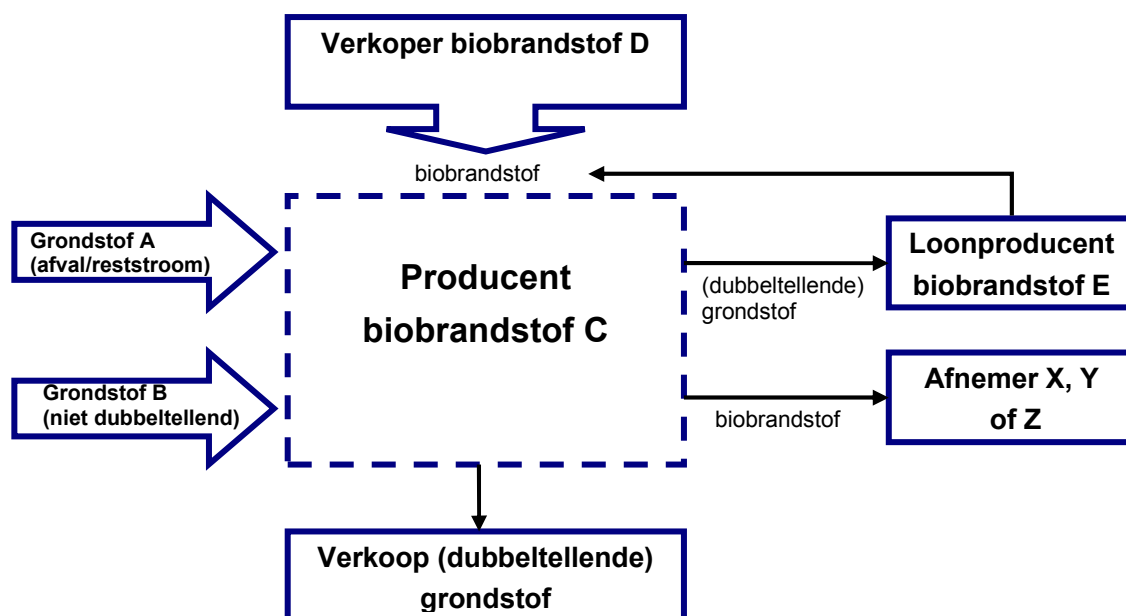 Verkoper biobrandstof D
biobrandstof
Grondstof A
(afval/reststroom)
Producent
biobrandstof C
(dubbeltellende)
grondstof
Loonproducent
biobrandstof E
Grondstof B
(niet dubbeltellend)
biobrandstof
Afnemer X, Y
of Z
Verkoop (dubbeltellende)
grondstof